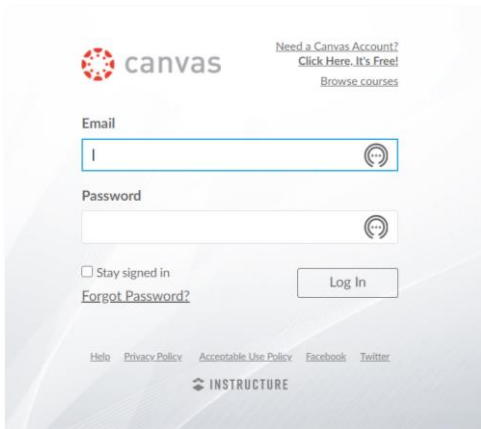 canvas
Need a Canvas Account?
Click Here, It's Free!
Browse courses
Email
Password
Stay signed in
Forgot Password?
Log In
Help Privacy Policy Acceptable Use Policy Facebook Twitter
INSTRUCTURE